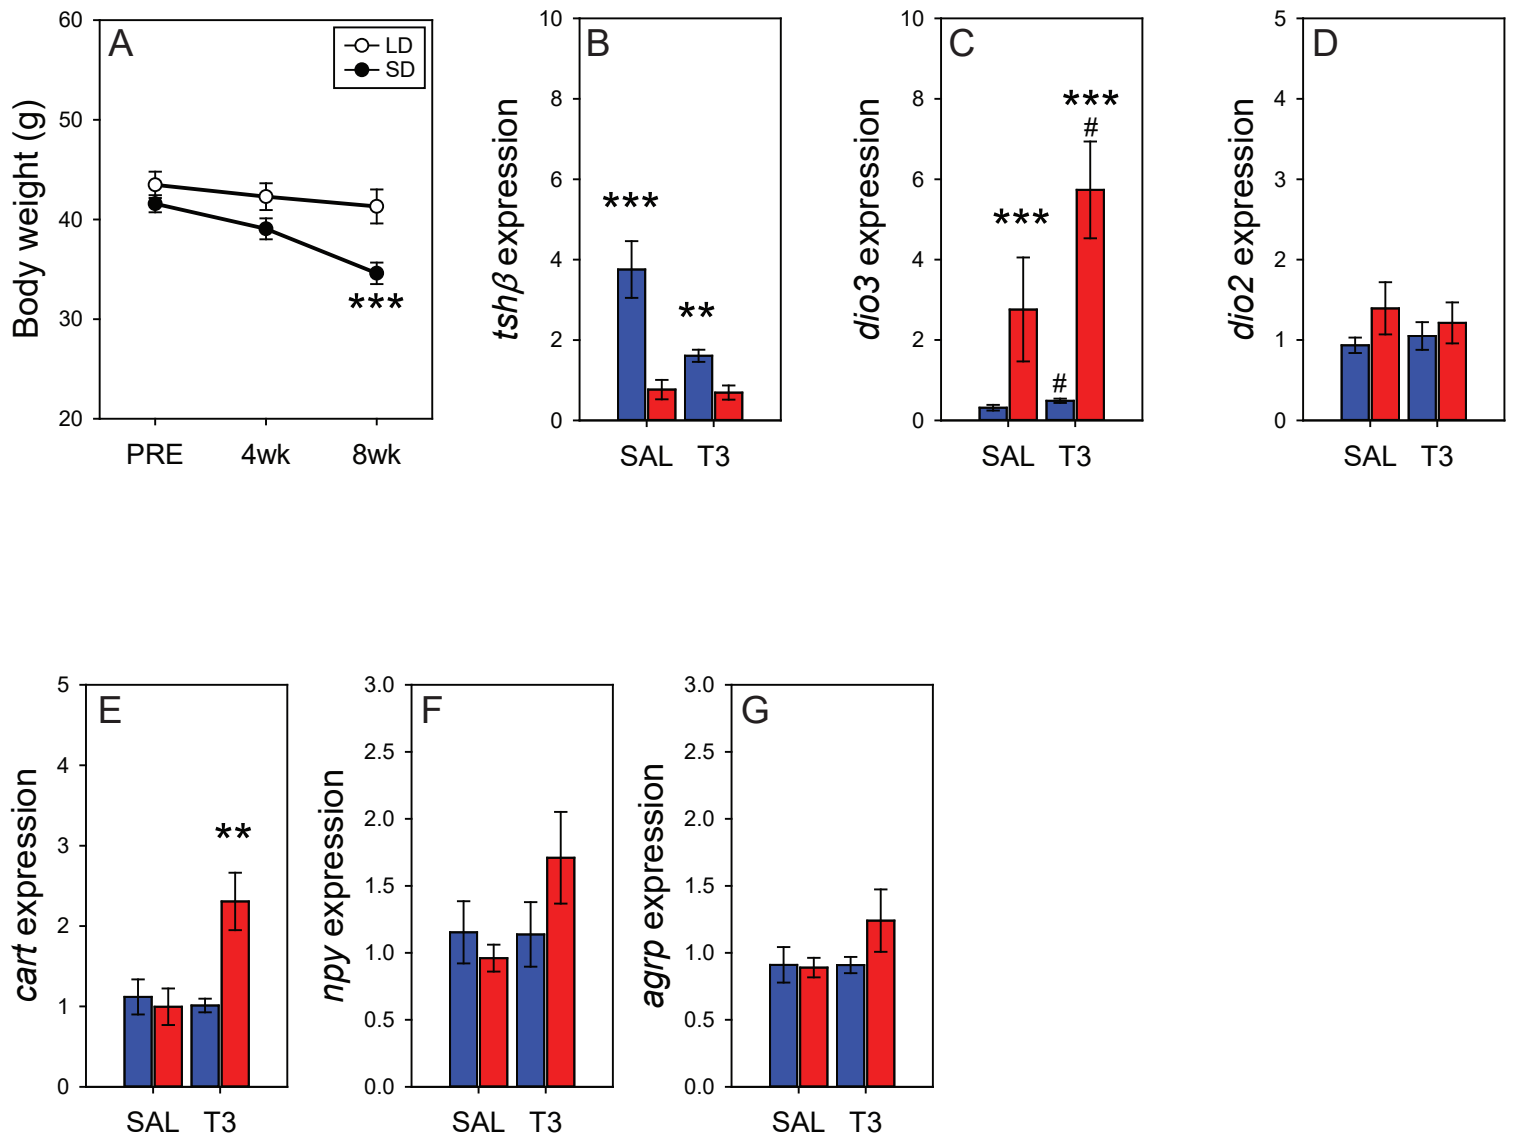 A
LD
SD
Body weight (g)
60
50
40
30
20
***
PRE 4wk 8wk
B
tshβ expression
10
8
6
4
2
0
***
**
SAL T3
C
dio3 expression
10
8
6
4
2
0
***
***
#
#
SAL T3
D
dio2 expression
5
4
3
2
1
0
SAL T3
E
cart expression
5
4
3
2
1
0
**
SAL T3
F
npy expression
3.0
2.5
2.0
1.5
1.0
0.5
0.0
SAL T3
G
agrp expression
3.0
2.5
2.0
1.5
1.0
0.5
0.0
SAL T3